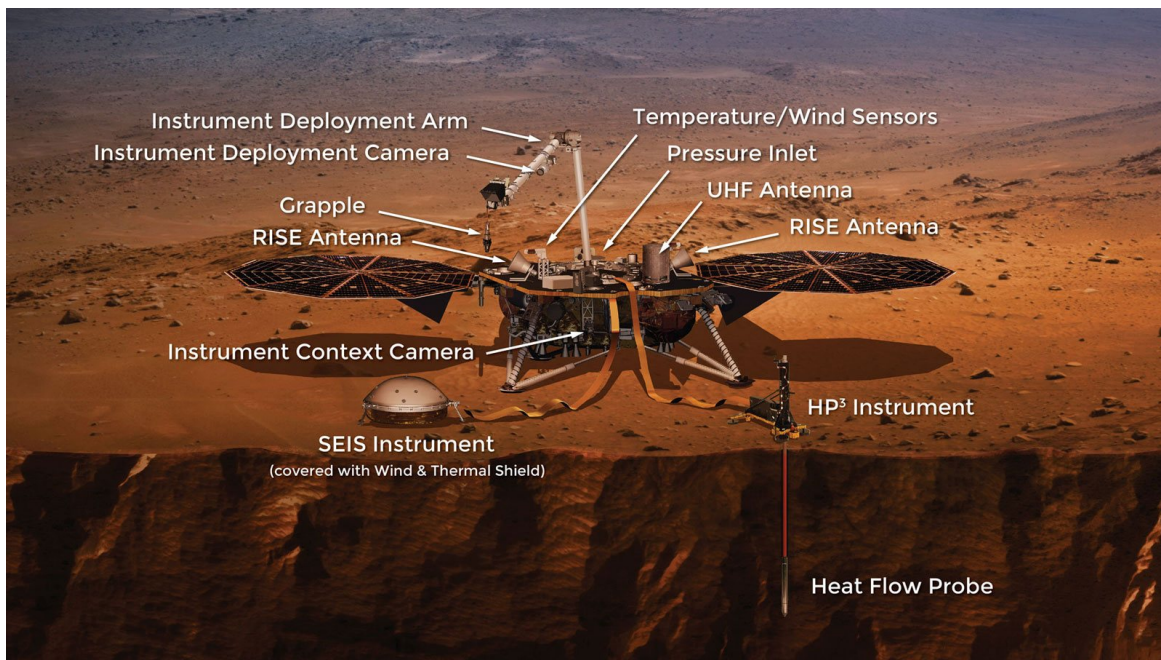 Instrument Deployment Arm
Temperature/Wind Sensors
Instrument Deployment Camera
Pressure Inlet
UHF Antenna
Grapple
RISE Antenna
RISE Antenna
Instrument Context Camera
HP³ Instrument
SEIS Instrument
(covered with Wind & Thermal Shield)
Heat Flow Probe